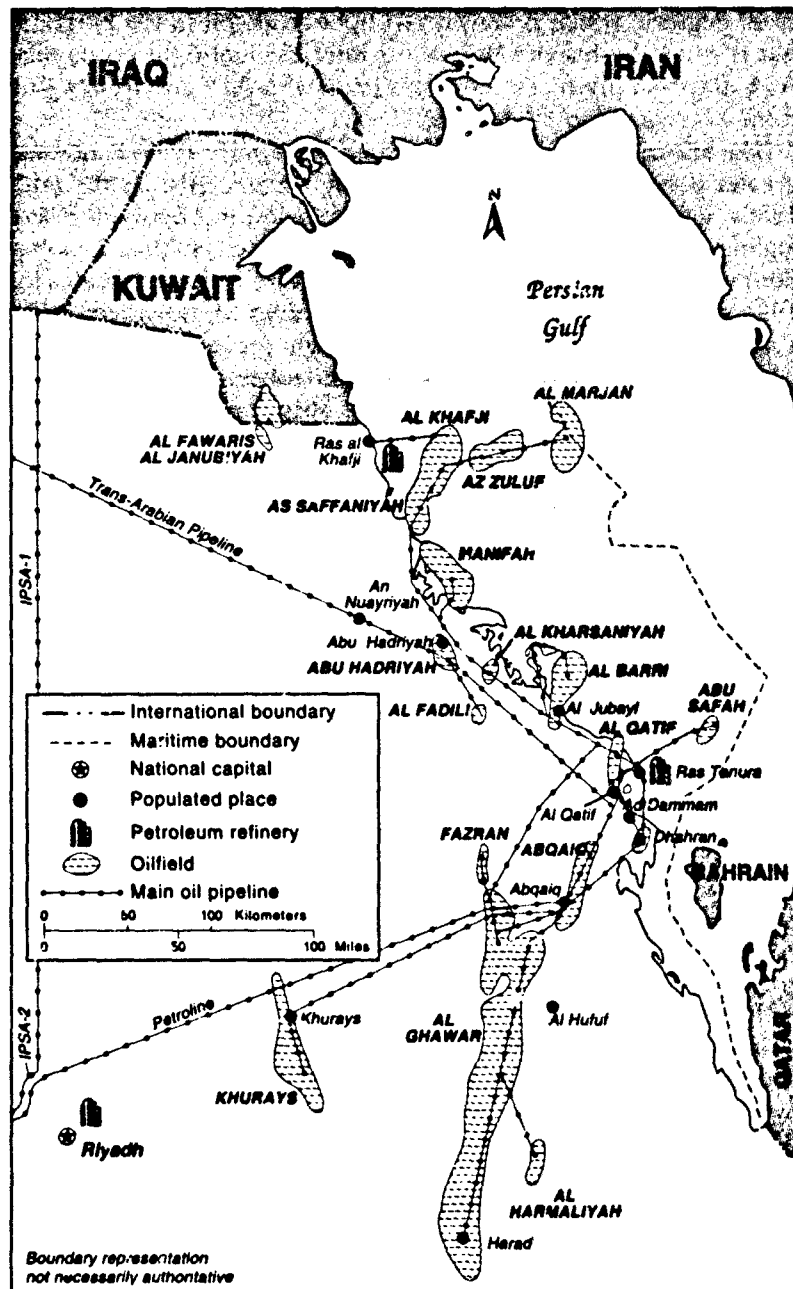 IRAQ
IRAN
N
KUWAIT
Persian
Gulf
AL MARJAN
AL KHAFJI
AL FAWARIS
AL JANUBIYAH
Ras al
Khafji
AZ ZULUF
AS SAFFANIYAH
Trans-Arabian Pipeline
IPSA-1
MANIFAH
An
Nuayriyah
Abu Hadriyah
ABU HADRIYAH
AL KHARSANIYAH
AL BARRI
AL FADILI
Al Jubayl
ABU
SAFAH
AL QATIF
Ras Tanura
Al Qatif
Ad Dammam
Dhahran
International boundary
Maritime boundary
National capital
Populated place
Petroleum refinery
Oilfield
Main oil pipeline
0 50 100 Kilometers
0 50 100 Miles
FAZRAN
ABQAIQ
Abqaiq
BAHRAIN
IPSA-2
Petroline
Khurays
KHURAYS
AL
GHAWAR
Al Hufuf
QATAR
Riyadh
AL
HARMALIYAH
Harad
Boundary representation
not necessarily authoritative